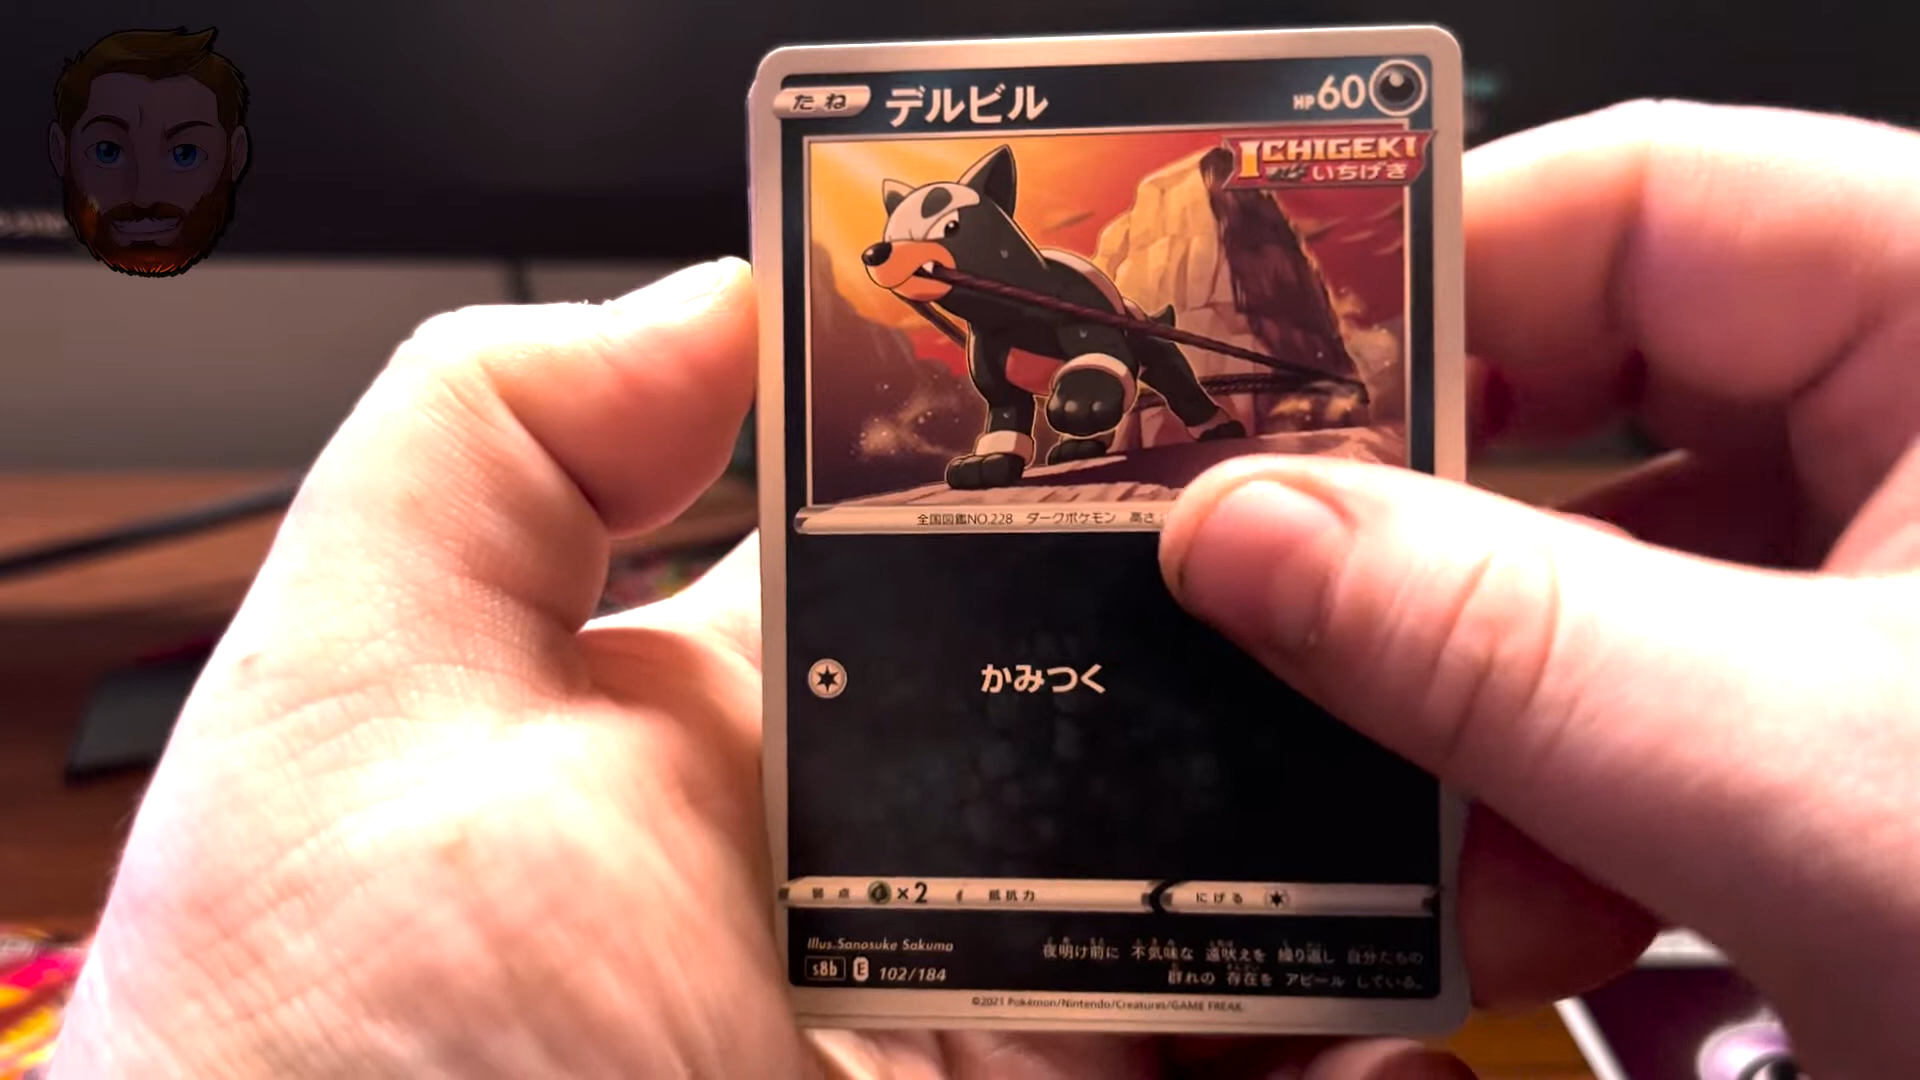 たね デルビル HP60
ICHIGEKI
いちげき
全国図鑑NO.228 ダークポケモン 高さ
かみつく
弱点 ×2 抵抗力 にげる
Illus.Sanosuke Sakuma
夜明け前に 不気味な 遠吠えを 繰り返し 自分たちの
群れの 存在を アピール している。
s8b E 102/184
©2021 Pokémon/Nintendo/Creatures/GAME FREAK